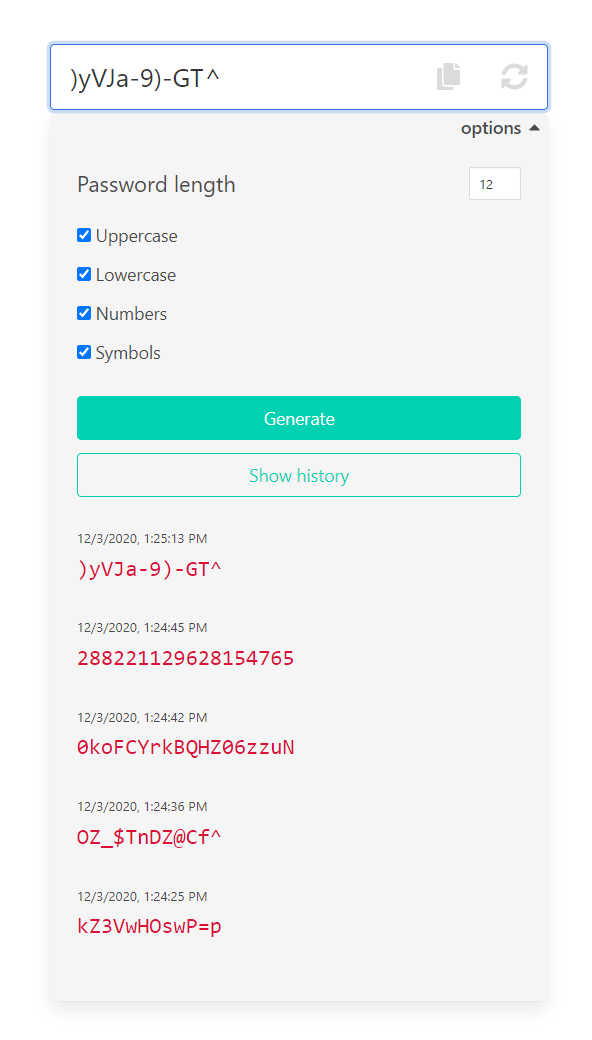 )yVJa-9)-GT^
options
Password length
12
Uppercase
Lowercase
Numbers
Symbols
Generate
Show history
12/3/2020, 1:25:13 PM
)yVJa-9)-GT^
12/3/2020, 1:24:45 PM
288221129628154765
12/3/2020, 1:24:42 PM
0koFCYrkBQHZ06zzuN
12/3/2020, 1:24:36 PM
OZ_$TnDZ@Cf^
12/3/2020, 1:24:25 PM
kZ3VwHOswP=p